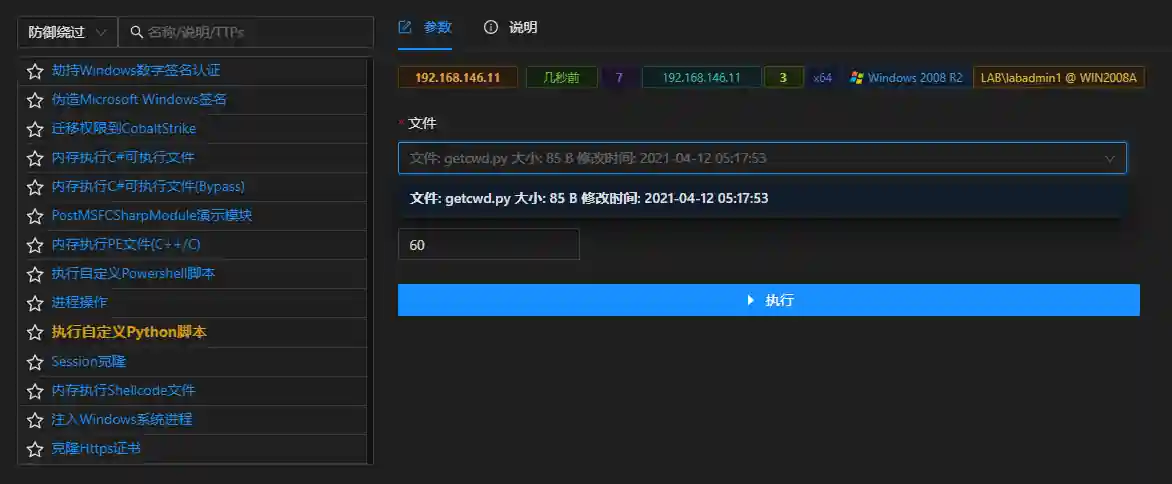 防御绕过 名称/说明/TTPs
劫持Windows数字签名认证
伪造Microsoft Windows签名
迁移权限到CobaltStrike
内存执行C#可执行文件
内存执行C#可执行文件(Bypass)
PostMSFCSharpModule演示模块
内存执行PE文件(C++/C)
执行自定义Powershell脚本
进程操作
执行自定义Python脚本
Session克隆
内存执行Shellcode文件
注入Windows系统进程
克隆Https证书
参数 说明
192.168.146.11 几秒前 7 192.168.146.11 3 x64 Windows 2008 R2 LAB\labadmin1 @ WIN2008A
* 文件
文件: getcwd.py 大小: 85 B 修改时间: 2021-04-12 05:17:53
文件: getcwd.py 大小: 85 B 修改时间: 2021-04-12 05:17:53
60
执行